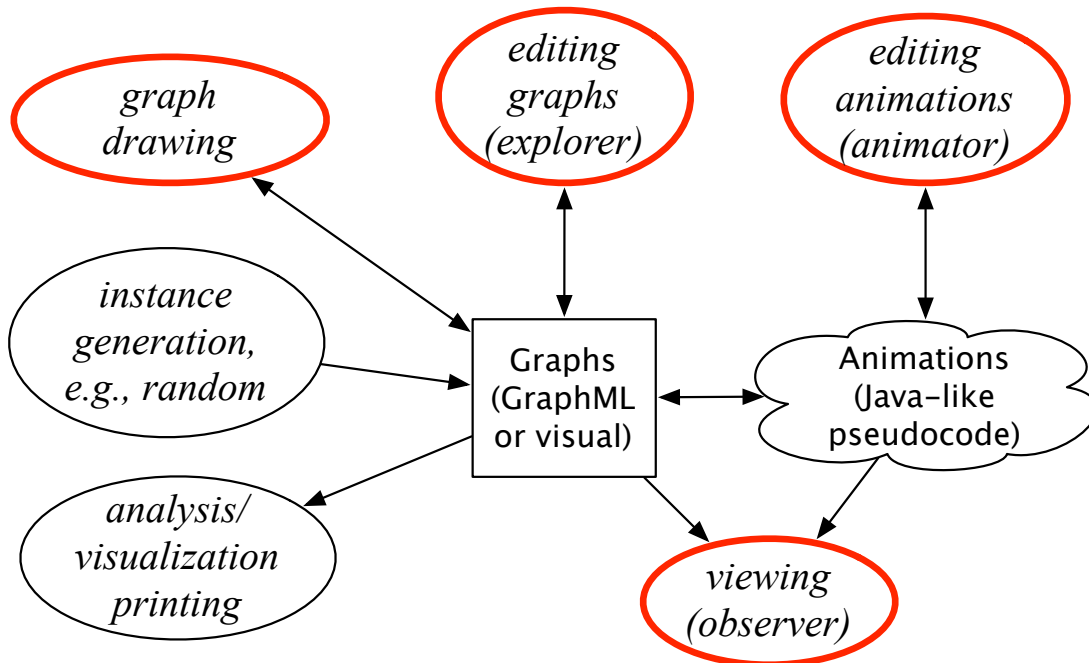 graph
drawing
editing
graphs
(explorer)
editing
animations
(animator)
instance
generation,
e.g., random
Graphs
(GraphML
or visual)
Animations
(Java-like
pseudocode)
analysis/
visualization
printing
viewing
(observer)